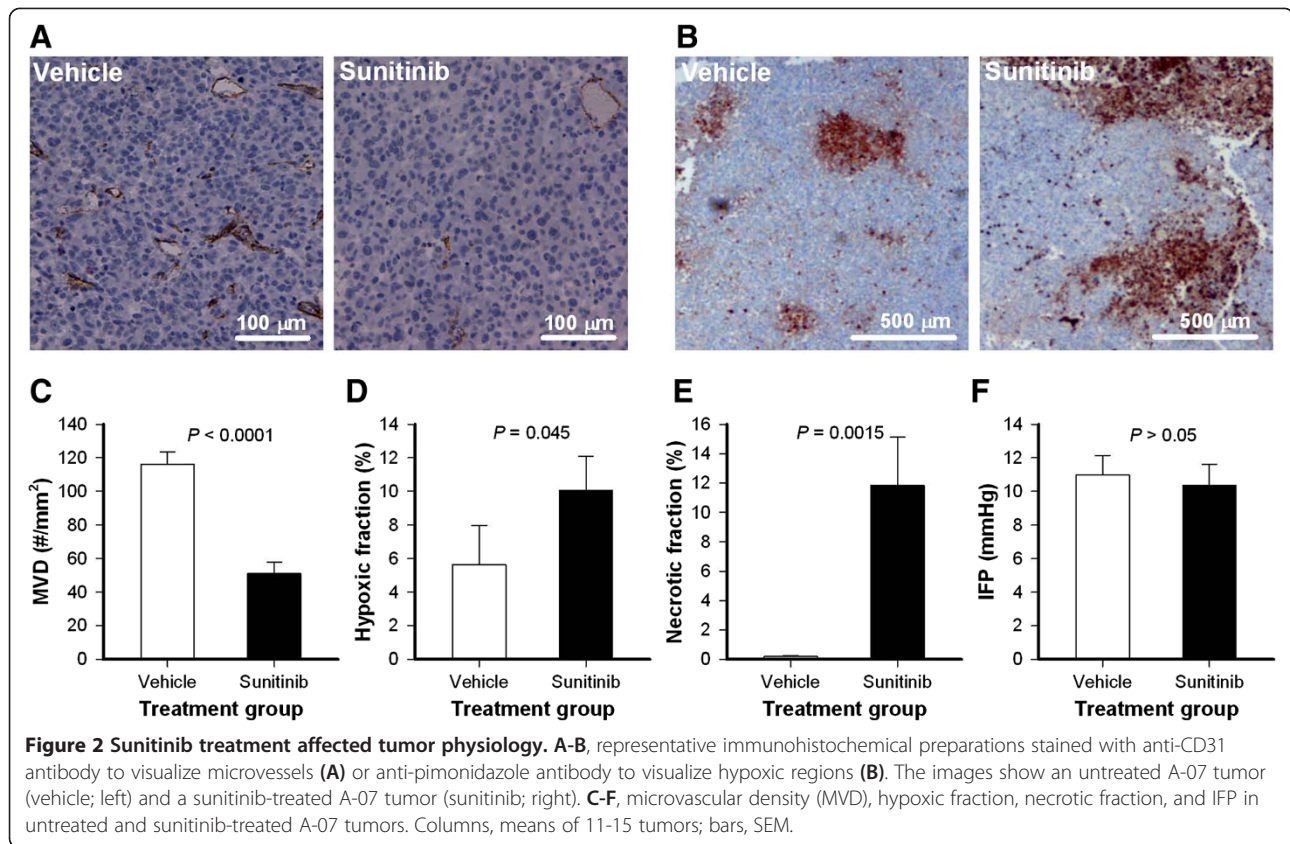 A
B
Vehicle
Sunitinib
Vehicle
Sunitinib
100 μm
100 μm
500 μm
500 μm
C
D
E
F
MVD (#/mm²)
140
120
100
80
60
40
20
0
P < 0.0001
Vehicle
Sunitinib
Treatment group
Hypoxic fraction (%)
14
12
10
8
6
4
2
0
P = 0.045
Vehicle
Sunitinib
Treatment group
Necrotic fraction (%)
16
14
12
10
8
6
4
2
0
P = 0.0015
Vehicle
Sunitinib
Treatment group
IFP (mmHg)
14
12
10
8
6
4
2
0
P > 0.05
Vehicle
Sunitinib
Treatment group
Figure 2 Sunitinib treatment affected tumor physiology. A-B, representative immunohistochemical preparations stained with anti-CD31
antibody to visualize microvessels (A) or anti-pimonidazole antibody to visualize hypoxic regions (B). The images show an untreated A-07 tumor
(vehicle; left) and a sunitinib-treated A-07 tumor (sunitinib; right). C-F, microvascular density (MVD), hypoxic fraction, necrotic fraction, and IFP in
untreated and sunitinib-treated A-07 tumors. Columns, means of 11-15 tumors; bars, SEM.